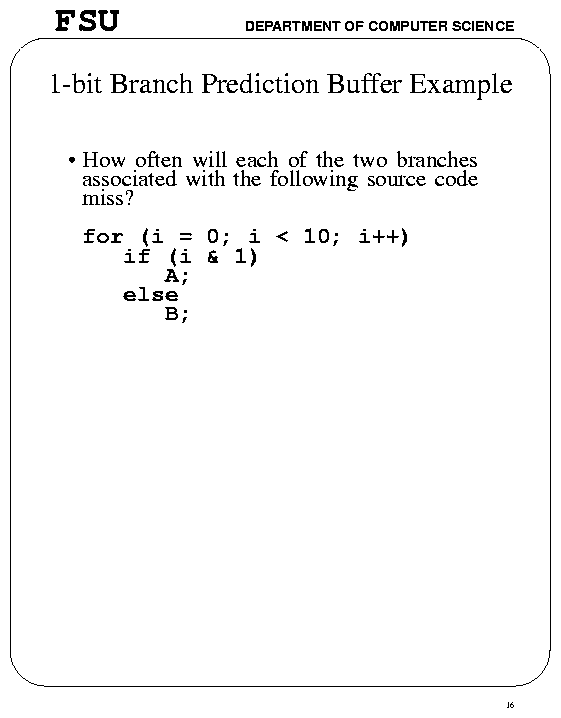 FSU DEPARTMENT OF COMPUTER SCIENCE
1-bit Branch Prediction Buffer Example
• How often will each of the two branches
associated with the following source code
miss?
for (i = 0; i < 10; i++)
if (i & 1)
A;
else
B;
16